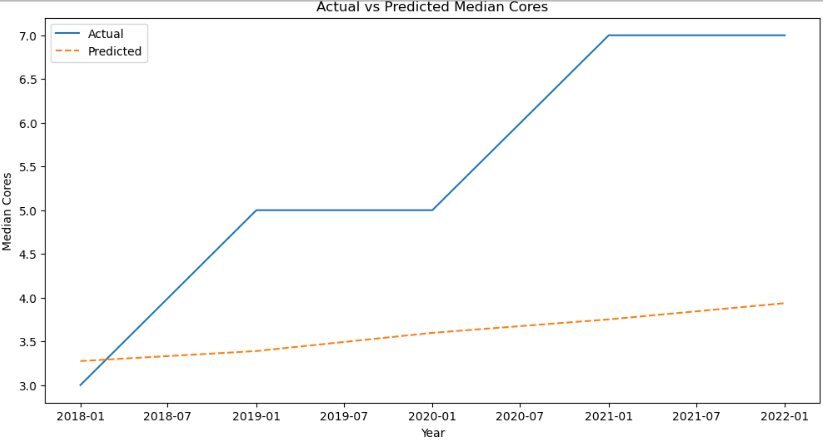 Actual vs Predicted Median Cores
Actual
Predicted
7.0
6.5
6.0
5.5
5.0
4.5
4.0
3.5
3.0
Median Cores
2018-01 2018-07 2019-01 2019-07 2020-01 2020-07 2021-01 2021-07 2022-01
Year